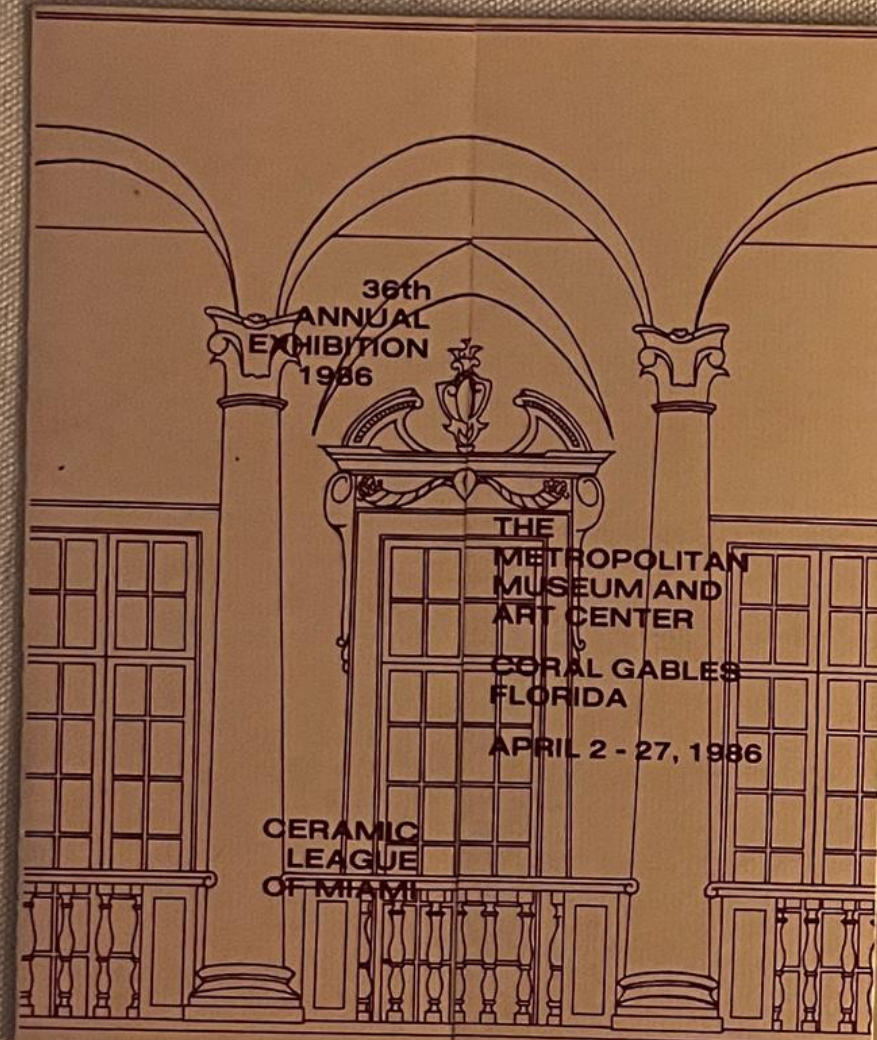 36th
ANNUAL
EXHIBITION
1986
THE
METROPOLITAN
MUSEUM AND
ART CENTER
CORAL GABLES
FLORIDA
APRIL 2 - 27, 1986
CERAMIC
LEAGUE
OF MIAMI